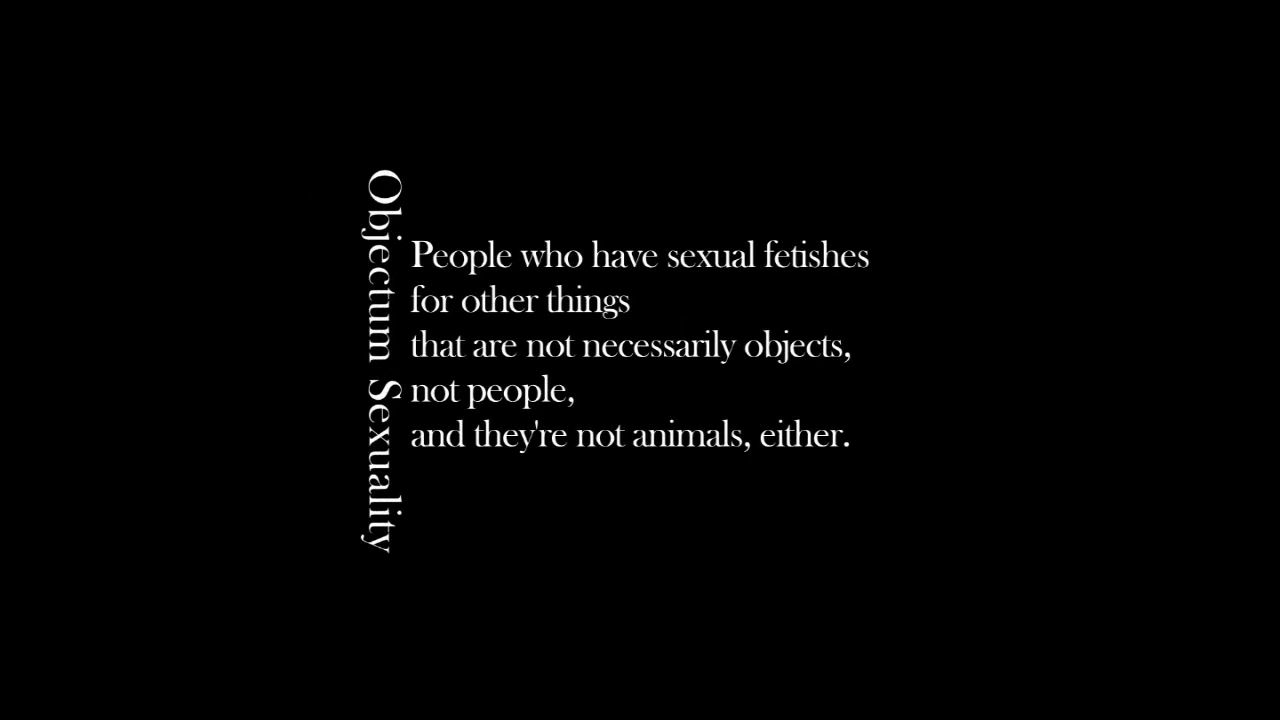 Objectum Sexuality
People who have sexual fetishes
for other things
that are not necessarily objects,
not people,
and they're not animals, either.